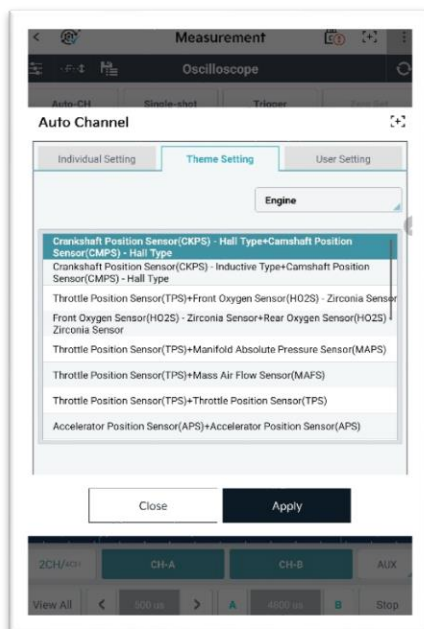 Measurement
Oscilloscope
Auto-CH Single-shot Trigger
Auto Channel
Individual Setting Theme Setting User Setting
Engine
Crankshaft Position Sensor(CKPS) - Hall Type+Camshaft Position
Sensor(CMPS) - Hall Type
Crankshaft Position Sensor(CKPS) - Inductive Type+Camshaft Position
Sensor(CMPS) - Hall Type
Throttle Position Sensor(TPS)+Front Oxygen Sensor(HO2S) - Zirconia Sensor
Front Oxygen Sensor(HO2S) - Zirconia Sensor+Rear Oxygen Sensor(HO2S) -
Zirconia Sensor
Throttle Position Sensor(TPS)+Manifold Absolute Pressure Sensor(MAPS)
Throttle Position Sensor(TPS)+Mass Air Flow Sensor(MAFS)
Throttle Position Sensor(TPS)+Throttle Position Sensor(TPS)
Accelerator Position Sensor(APS)+Accelerator Position Sensor(APS)
Close Apply
2CH/4CH CH-A CH-B AUX
View All < 500 us > A 4800 us B Stop